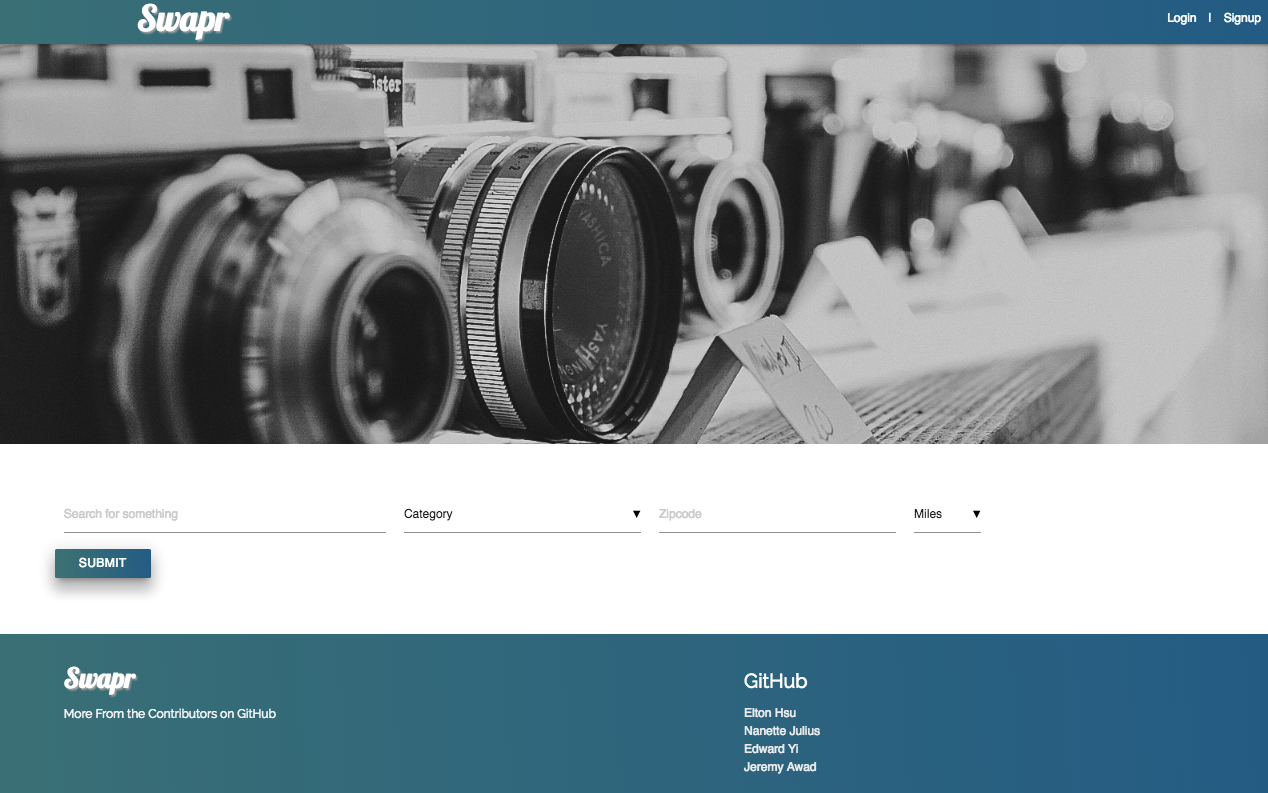 Swapr
Login | Signup
ister
YASHICA
Search for something
Category
Zipcode
Miles
SUBMIT
Swapr
More From the Contributors on GitHub
GitHub
Elton Hsu
Nanette Julius
Edward Yi
Jeremy Awad